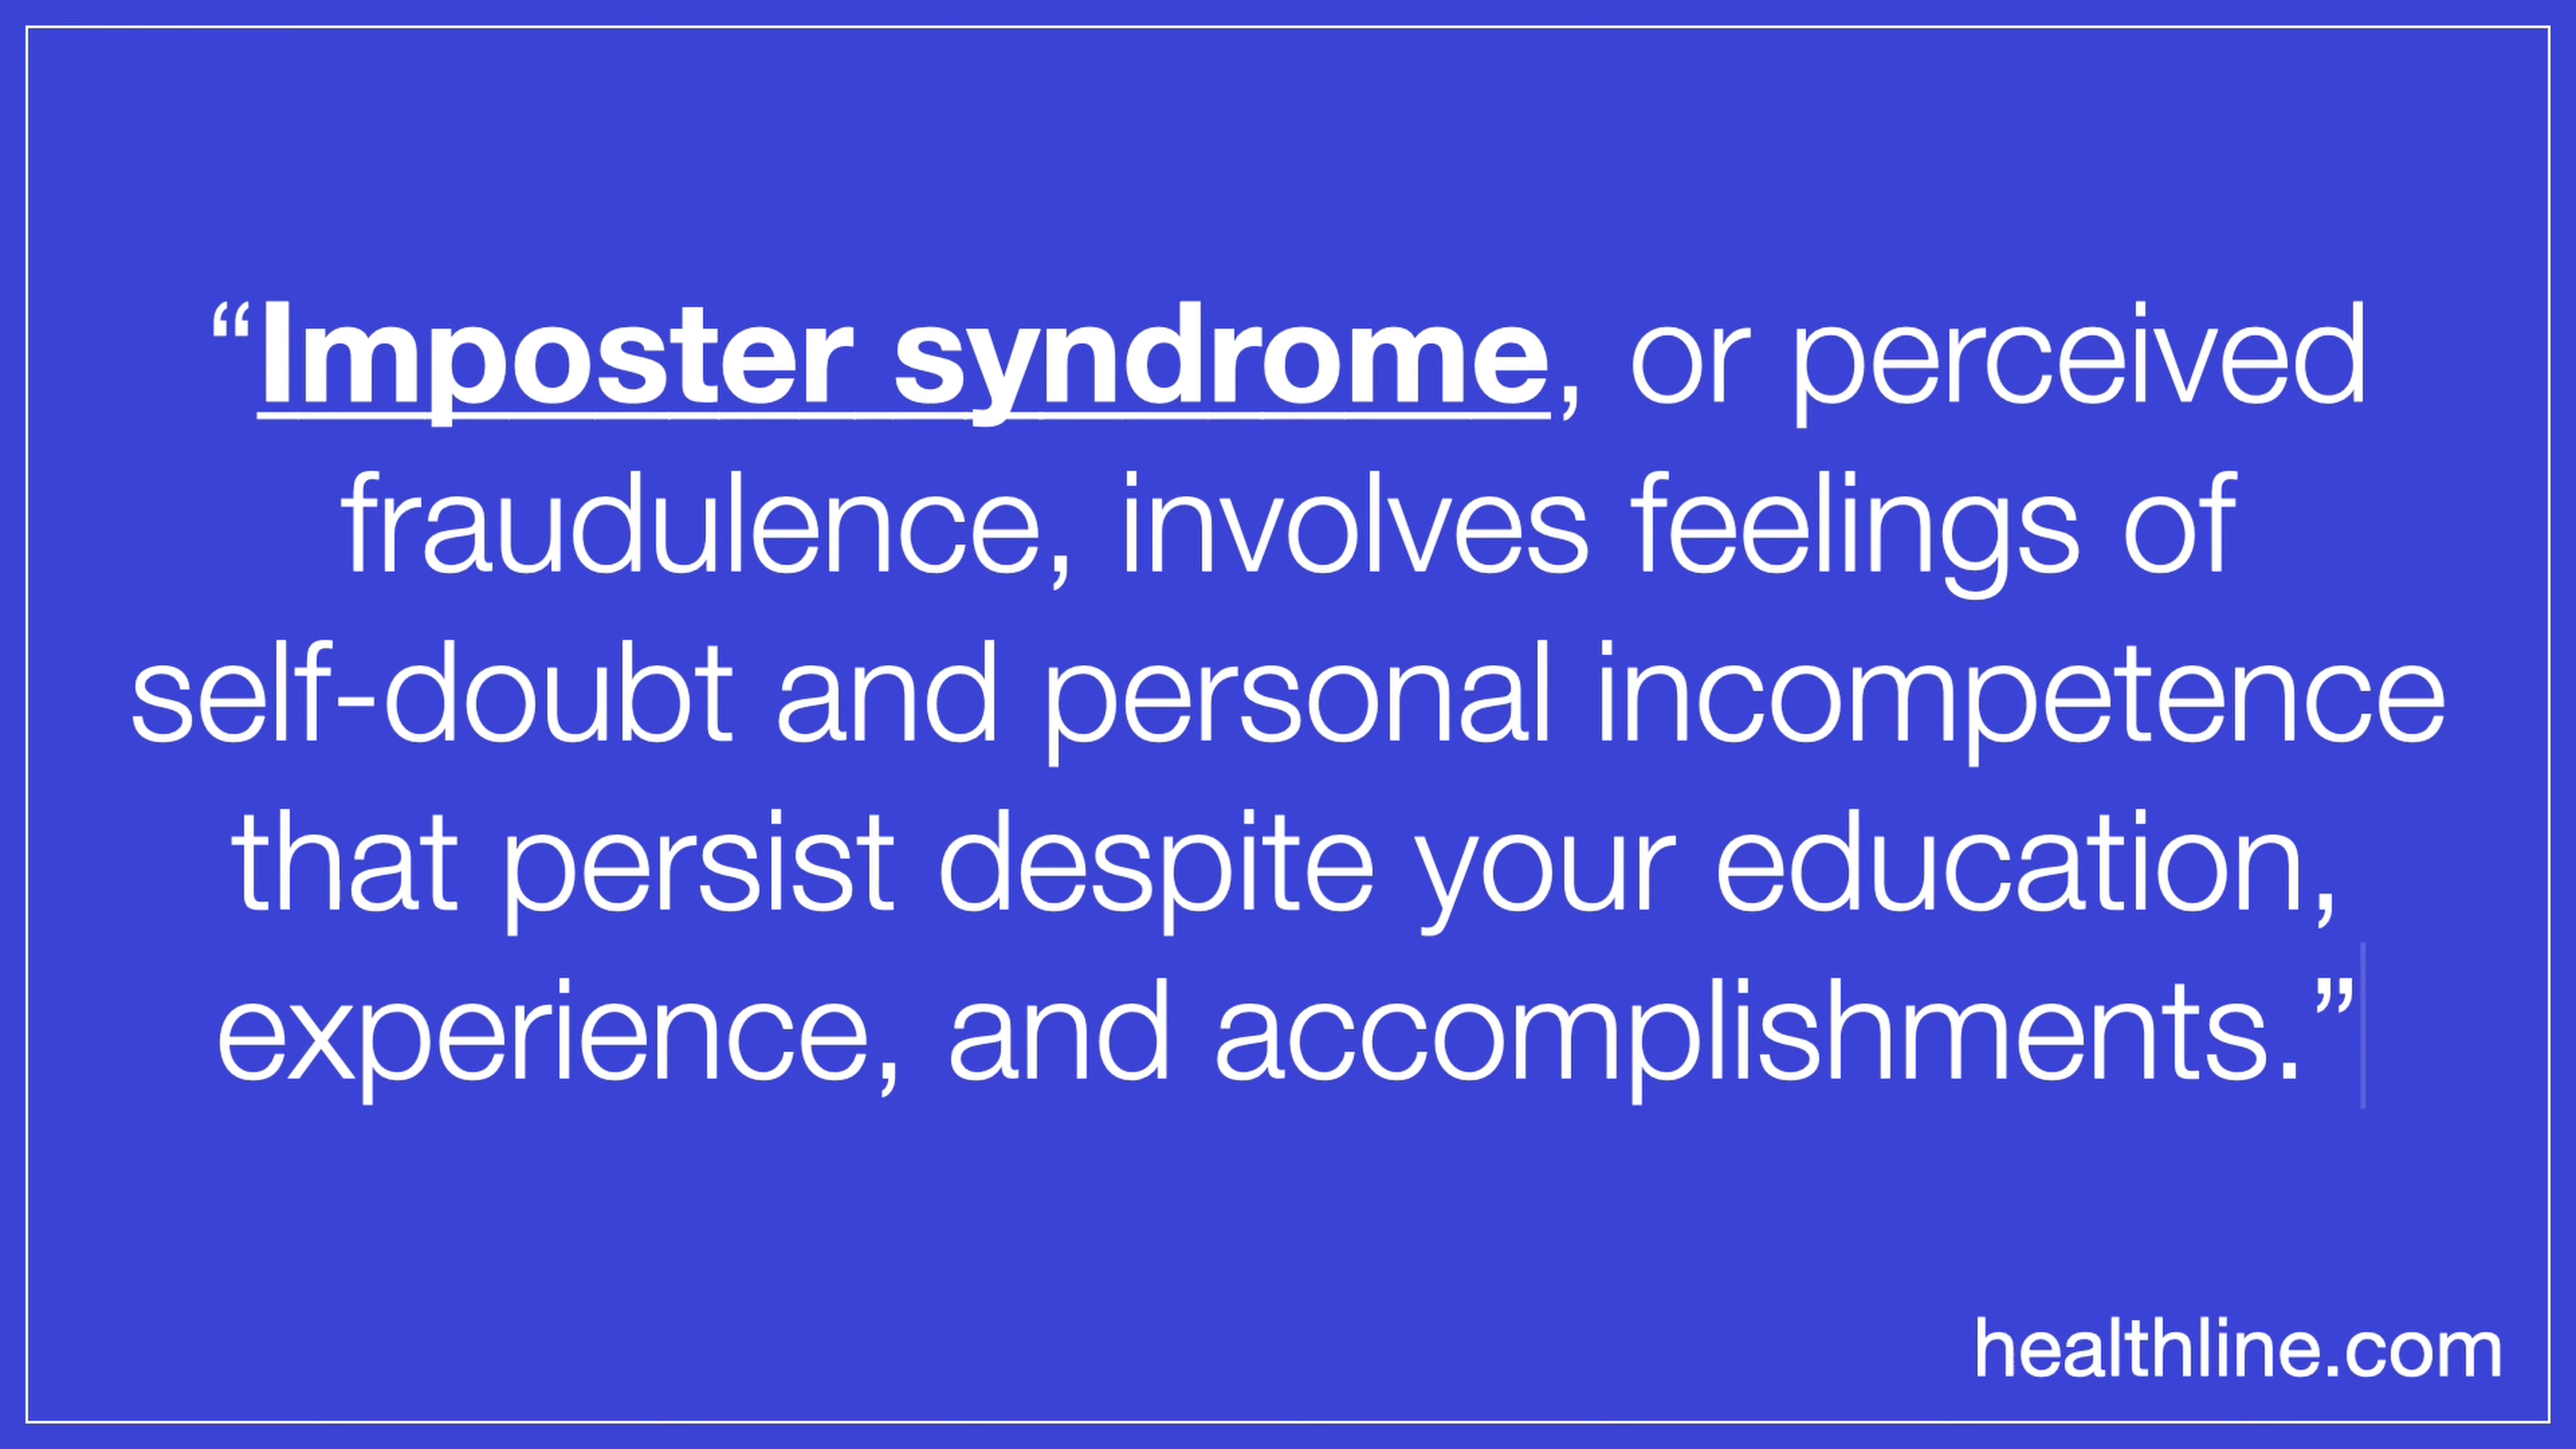 “Imposter syndrome, or perceived
fraudulence, involves feelings of
self-doubt and personal incompetence
that persist despite your education,
experience, and accomplishments.”
healthline.com